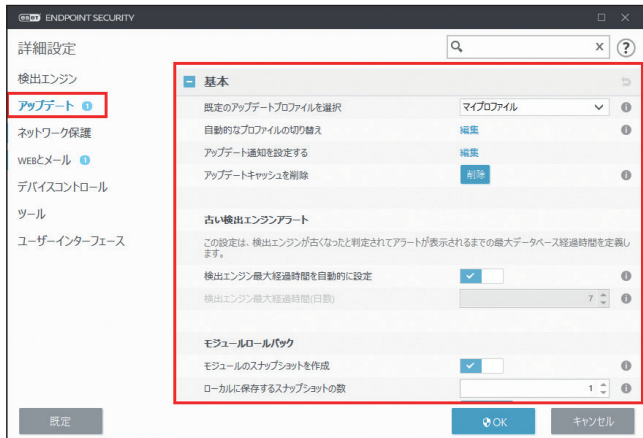 eset ENDPOINT SECURITY
詳細設定
検出エンジン
アップデート 1
ネットワーク保護
WEBとメール 1
デバイスコントロール
ツール
ユーザーインターフェース
基本
既定のアップデートプロファイルを選択 マイプロファイル
自動的なプロファイルの切り替え 編集
アップデート通知を設定する 編集
アップデートキャッシュを削除 削除
古い検出エンジンアラート
この設定は、検出エンジンが古くなったと判定されてアラートが表示されるまでの最大データベース経過時間を定義し
ます。
検出エンジン最大経過時間を自動的に設定
検出エンジン最大経過時間(日数) 7
モジュールロールバック
モジュールのスナップショットを作成
ローカルに保存するスナップショットの数 1
既定 OK キャンセル